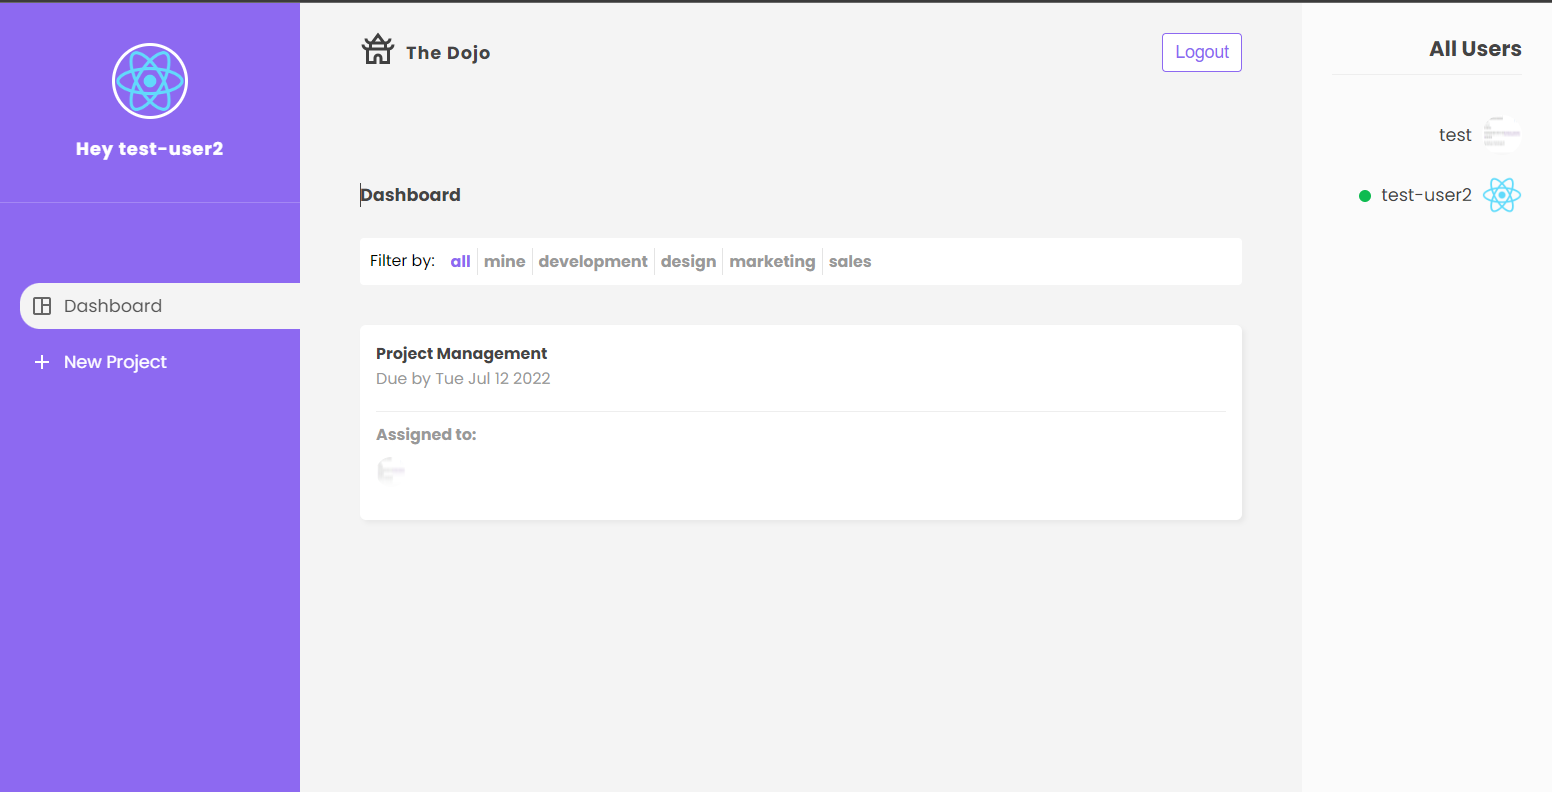 Hey test-user2
Dashboard
New Project
The Dojo
Logout
Dashboard
Filter by: all mine development design marketing sales
Project Management
Due by Tue Jul 12 2022
Assigned to:
All Users
test
test-user2